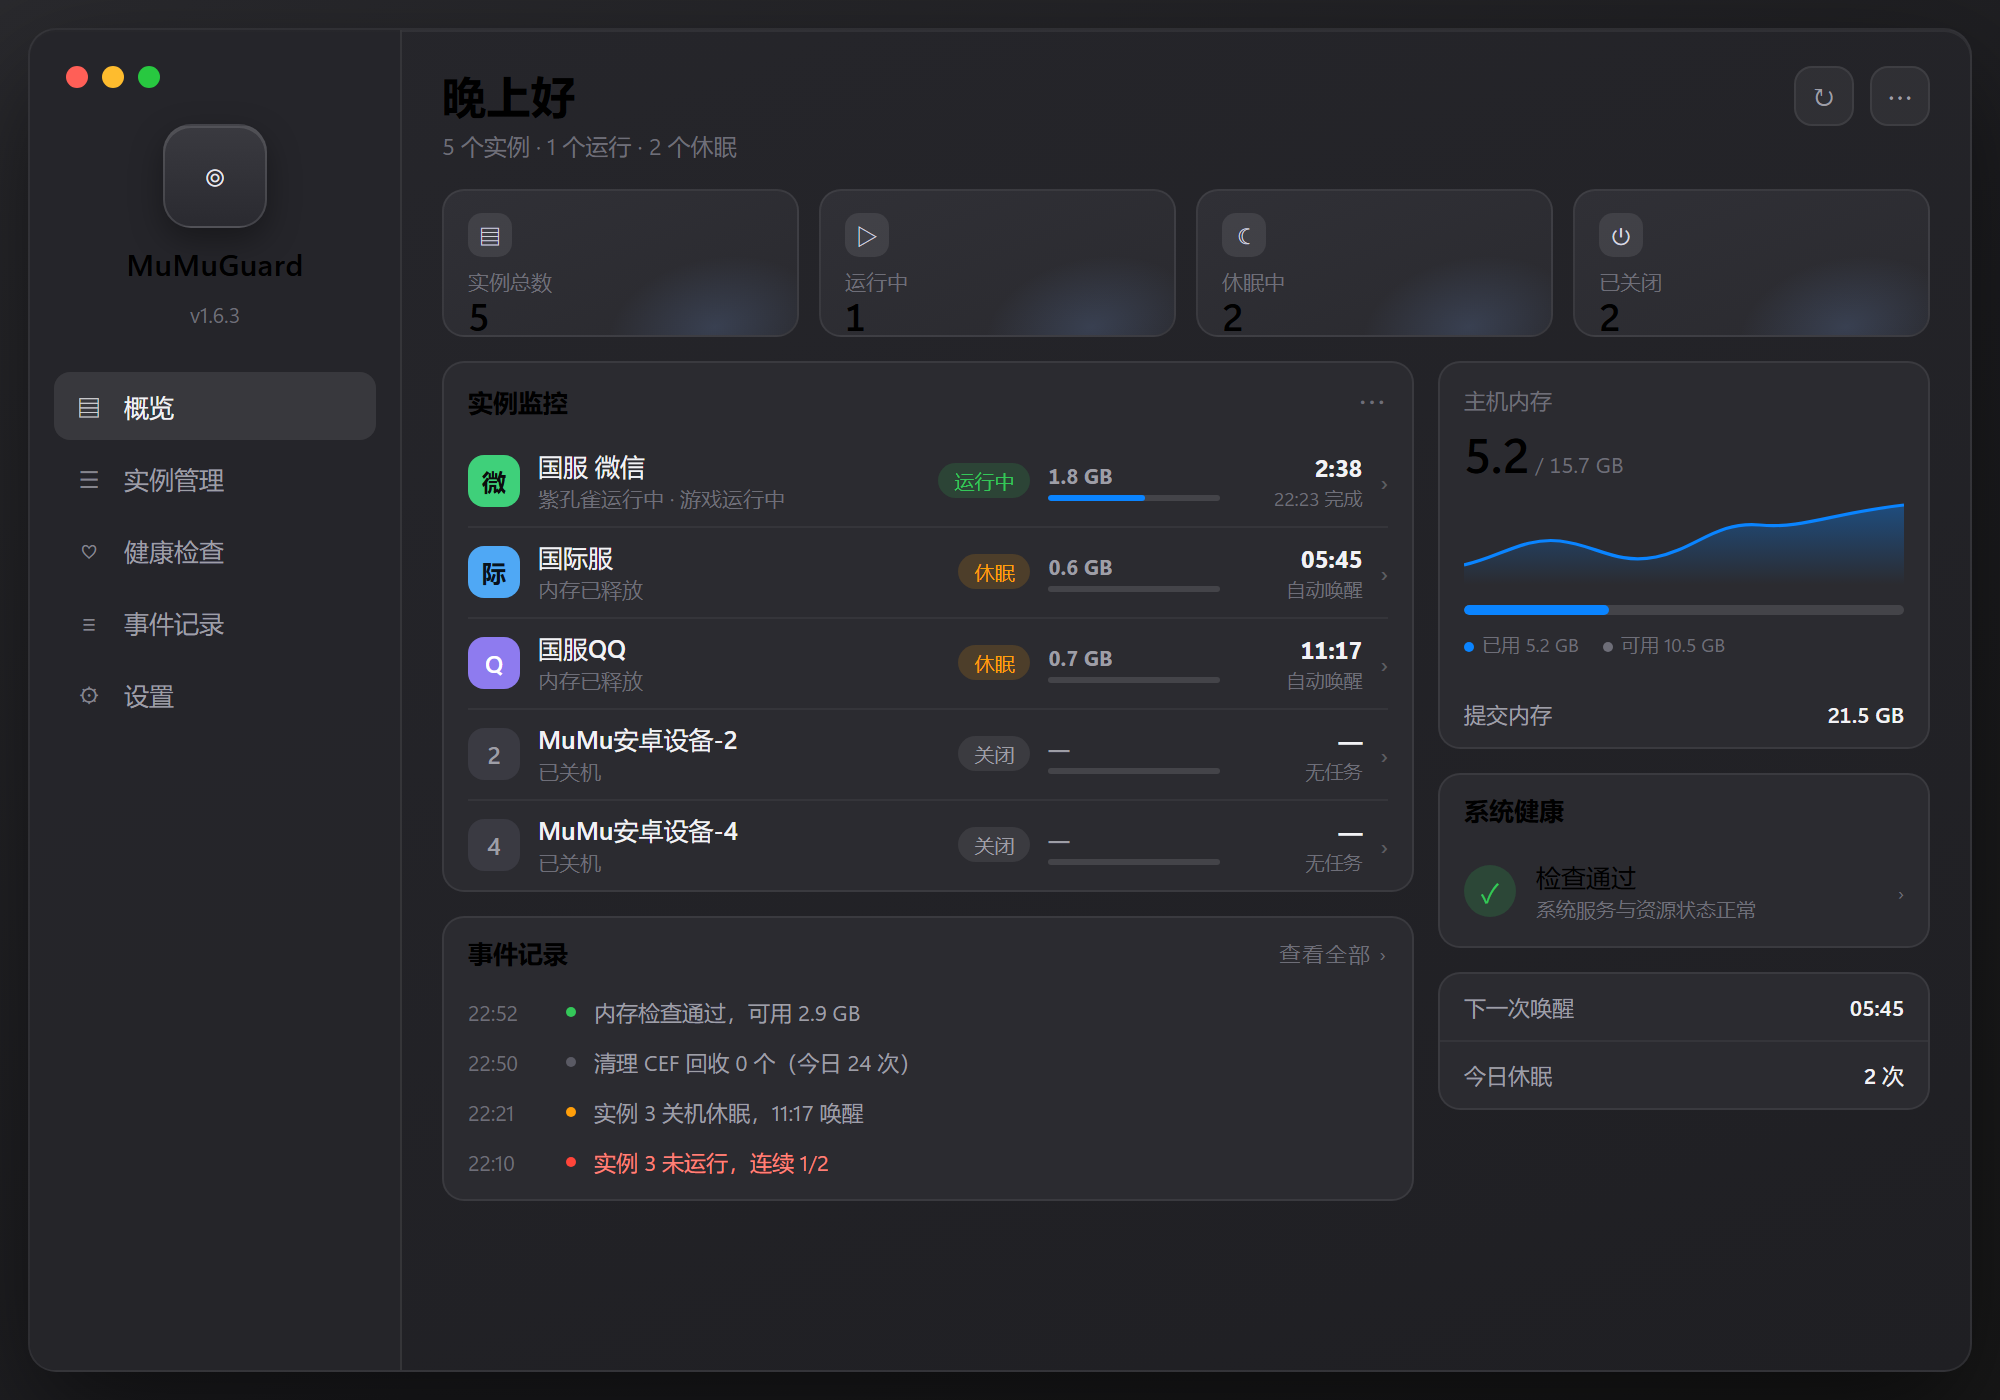 MuMuGuard
v1.6.3
概览
实例管理
健康检查
事件记录
设置
晚上好
5 个实例 · 1 个运行 · 2 个休眠
实例总数
5
运行中
1
休眠中
2
已关闭
2
实例监控
微
国服 微信
紫孔雀运行中 · 游戏运行中
运行中
1.8 GB
2:38
22:23 完成
际
国际服
内存已释放
休眠
0.6 GB
05:45
自动唤醒
Q
国服QQ
内存已释放
休眠
0.7 GB
11:17
自动唤醒
2
MuMu安卓设备-2
已关机
关闭
—
—
无任务
4
MuMu安卓设备-4
已关机
关闭
—
—
无任务
事件记录
查看全部 ›
22:52 内存检查通过，可用 2.9 GB
22:50 清理 CEF 回收 0 个（今日 24 次）
22:21 实例 3 关机休眠，11:17 唤醒
22:10 实例 3 未运行，连续 1/2
主机内存
5.2 / 15.7 GB
已用 5.2 GB 可用 10.5 GB
提交内存 21.5 GB
系统健康
检查通过
系统服务与资源状态正常
下一次唤醒 05:45
今日休眠 2 次